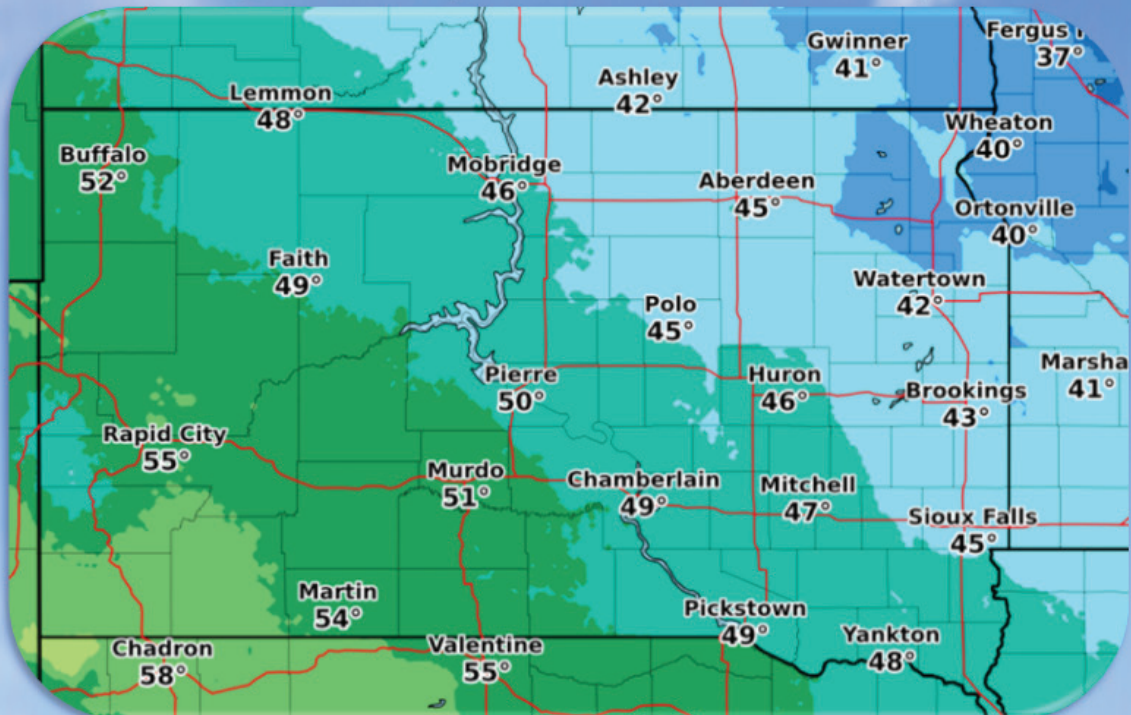 Gwinner
41°
Fergus
37°
Ashley
42°
Lemmon
48°
Wheaton
40°
Buffalo
52°
Mobridge
46°
Aberdeen
45°
Ortonville
40°
Faith
49°
Watertown
42°
Polo
45°
Pierre
50°
Huron
46°
Marsha
41°
Brookings
43°
Rapid City
55°
Murdo
51°
Chamberlain
49°
Mitchell
47°
Sioux Falls
45°
Martin
54°
Pickstown
49°
Yankton
48°
Chadron
58°
Valentine
55°